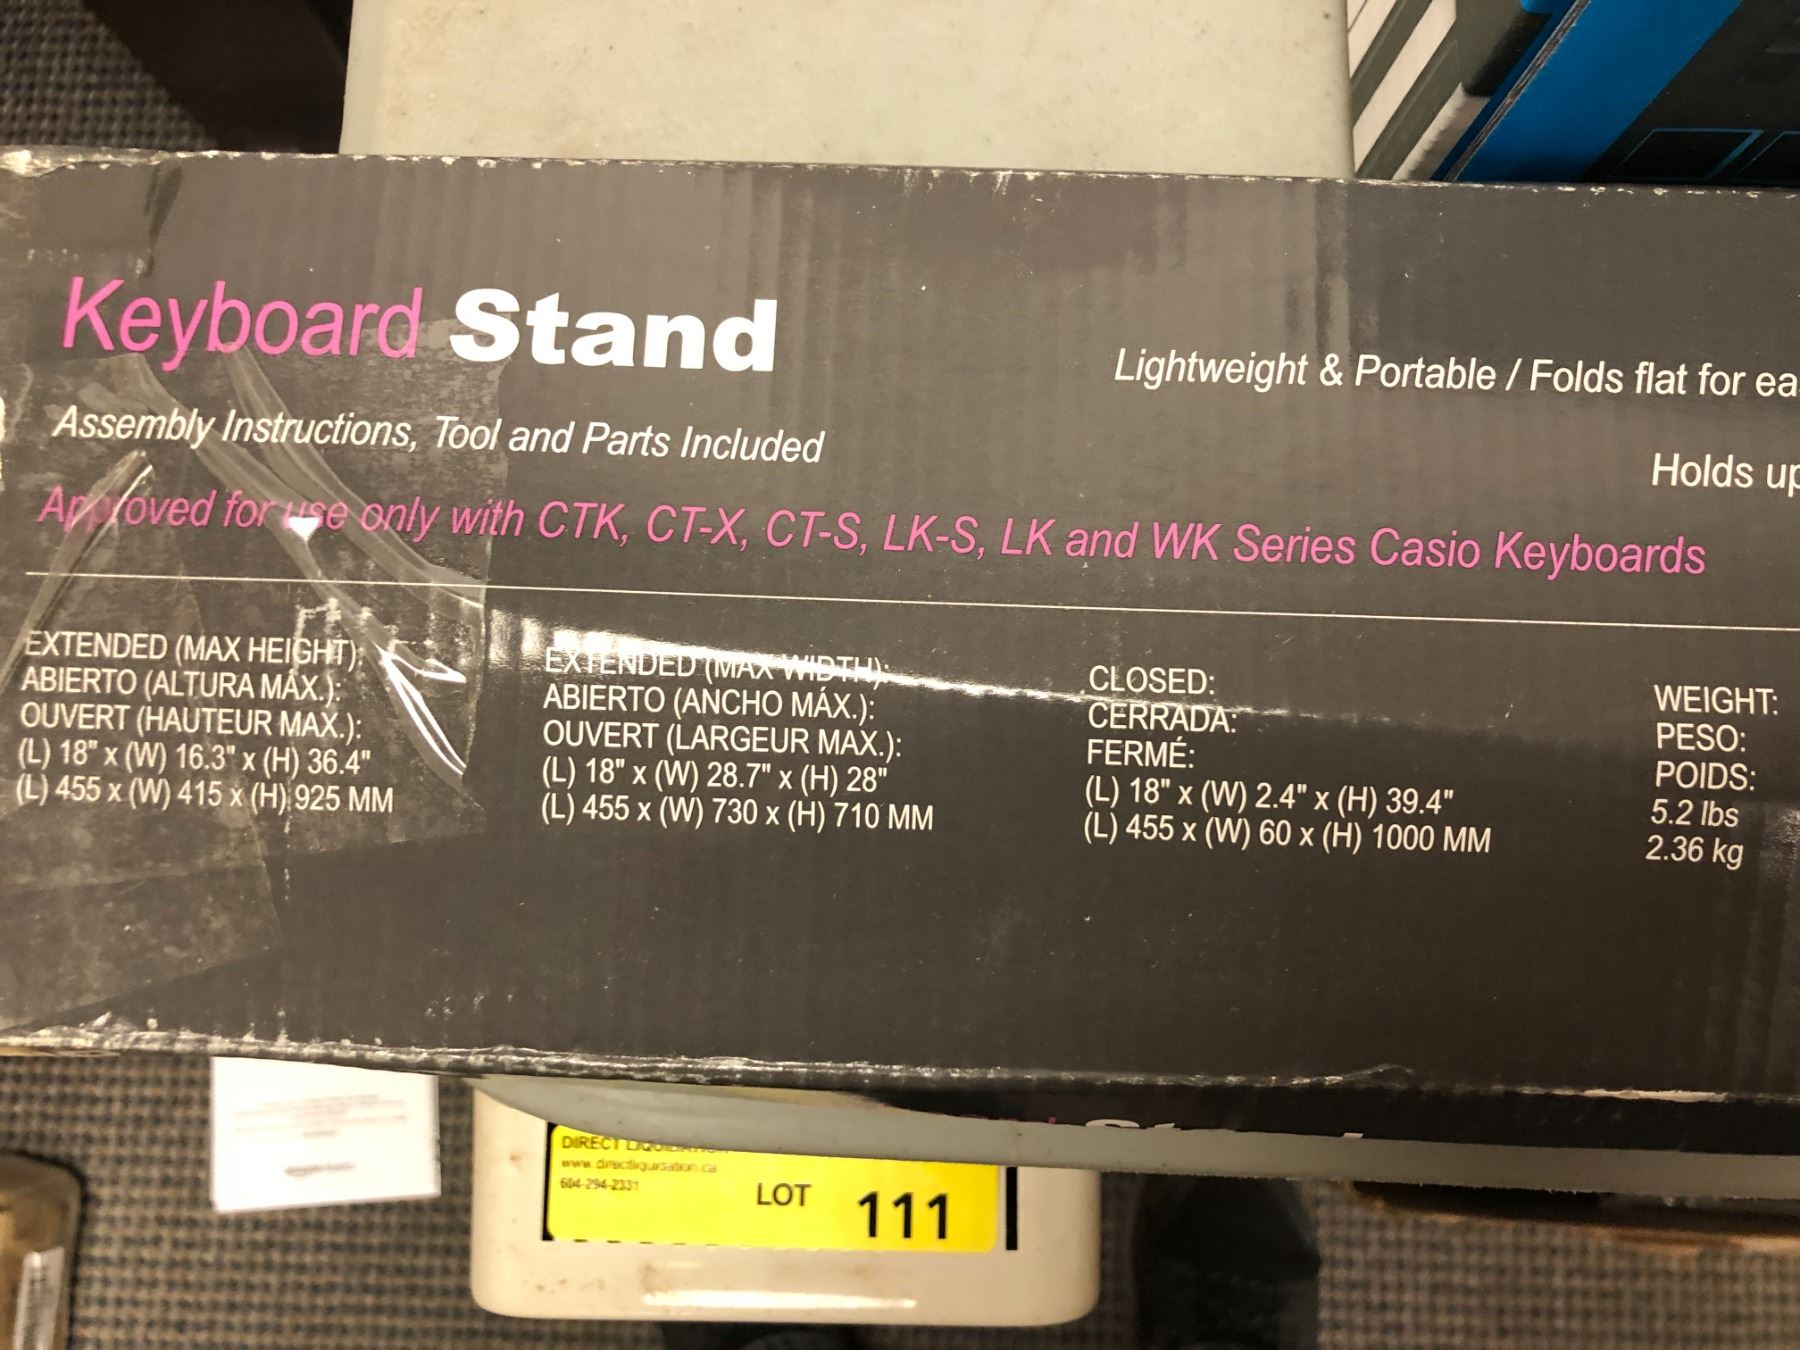 Keyboard Stand
Lightweight & Portable / Folds flat for ea
Assembly Instructions, Tool and Parts Included
Holds up
Approved for use only with CTK, CT-X, CT-S, LK-S, LK and WK Series Casio Keyboards
EXTENDED (MAX HEIGHT):
ABIERTO (ALTURA MÁX.):
OUVERT (HAUTEUR MAX.):
(L) 18" x (W) 16.3" x (H) 36.4"
(L) 455 x (W) 415 x (H) 925 MM
EXTENDED (MAX WIDTH):
ABIERTO (ANCHO MÁX.):
OUVERT (LARGEUR MAX.):
(L) 18" x (W) 28.7" x (H) 28"
(L) 455 x (W) 730 x (H) 710 MM
CLOSED:
CERRADA:
FERMÉ:
(L) 18" x (W) 2.4" x (H) 39.4"
(L) 455 x (W) 60 x (H) 1000 MM
WEIGHT:
PESO:
POIDS:
5.2 lbs
2.36 kg
DIRECT LIQUIDATION
www.directliquidation.ca
604-294-2331
LOT 111